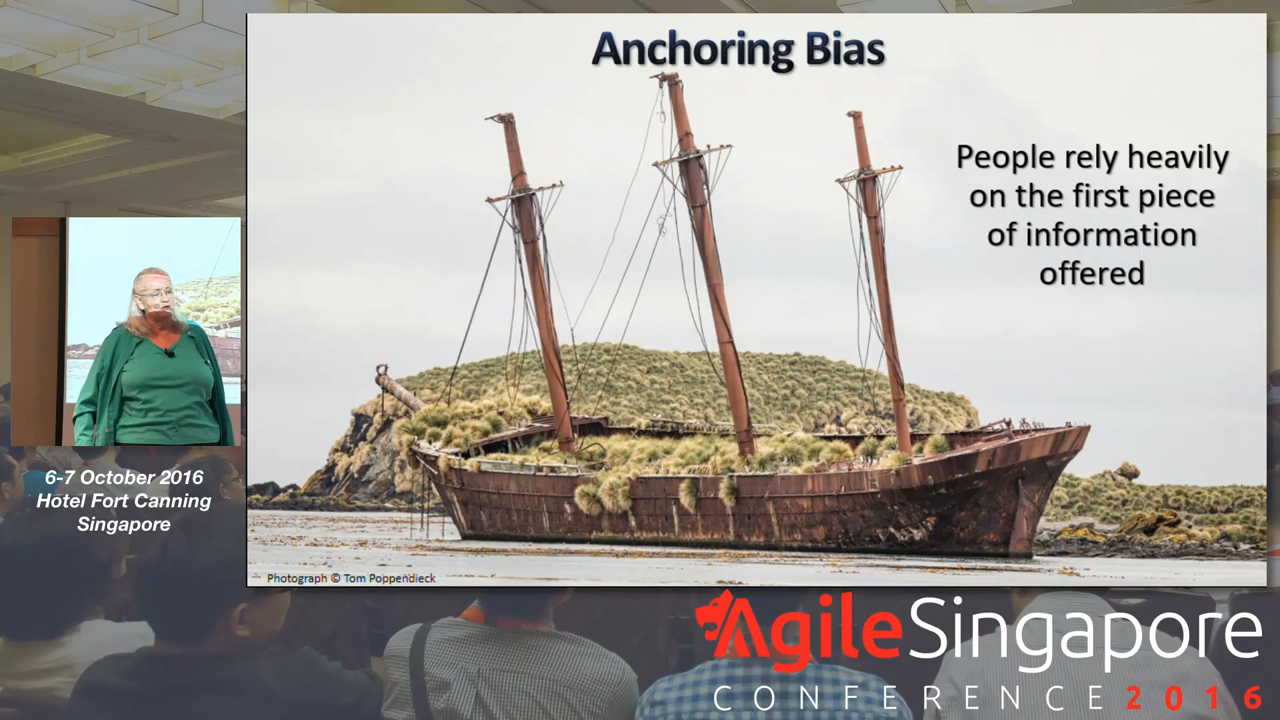 Anchoring Bias
People rely heavily
on the first piece
of information
offered
Photograph © Tom Poppendieck
6-7 October 2016
Hotel Fort Canning
Singapore
AgileSingapore
CONFERENCE 2016